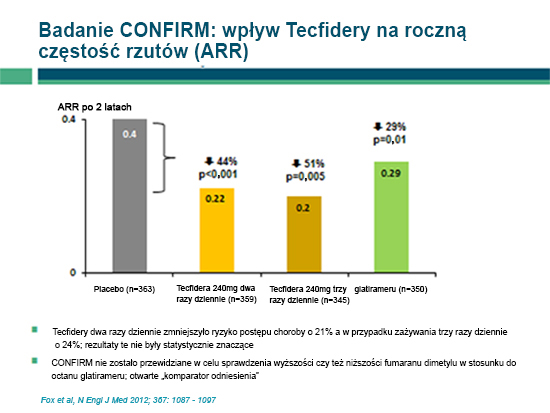 Badanie CONFIRM: wpływ Tecfidery na roczną
częstość rzutów (ARR)
ARR po 2 latach
0.4
0.4
44%
p<0,001
0.22
51%
p=0,005
0.2
29%
p=0,01
0.29
0
Placebo (n=363)
Tecfidera 240mg dwa
razy dziennie (n=359)
Tecfidera 240mg trzy
razy dziennie (n=345)
glatirameru (n=350)
Tecfidery dwa razy dziennie zmniejszyło ryzyko postępu choroby o 21% a w przypadku zażywania trzy razy dziennie
o 24%; rezultaty te nie były statystycznie znaczące
CONFIRM nie zostało przewidziane w celu sprawdzenia wyższości czy też niższości fumaranu dimetylu w stosunku do
octanu glatirameru; otwarte „komparator odniesienia"
Fox et al, N Engl J Med 2012; 367: 1087 - 1097